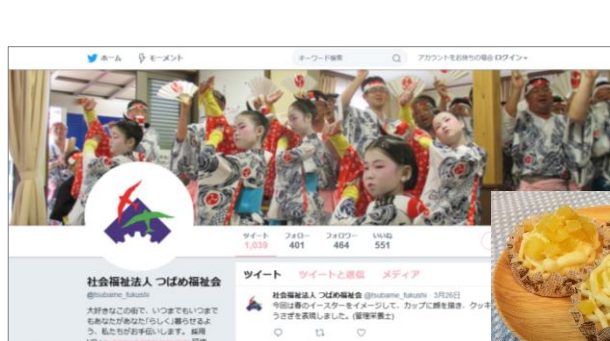 ホーム モーメント キーワード検索 アカウントをお持ちの場合 ログイン
ツイート フォロー フォロワー いいね
1,039 401 464 551
社会福祉法人 つばめ福祉会
@tsubame_fukushi
大好きなこの街で、いつまでもいつまで
もあなたがあなた「らしく」暮らせるよ
う、私たちがお手伝いします。 採用
ツイート ツイートと返信 メディア
社会福祉法人 つばめ福祉会 @tsubame_fukushi · 3月26日
今回は春のイースターをイメージして、カップに顔を描き、クッキ
うさぎを表現しました。(管理栄養士)